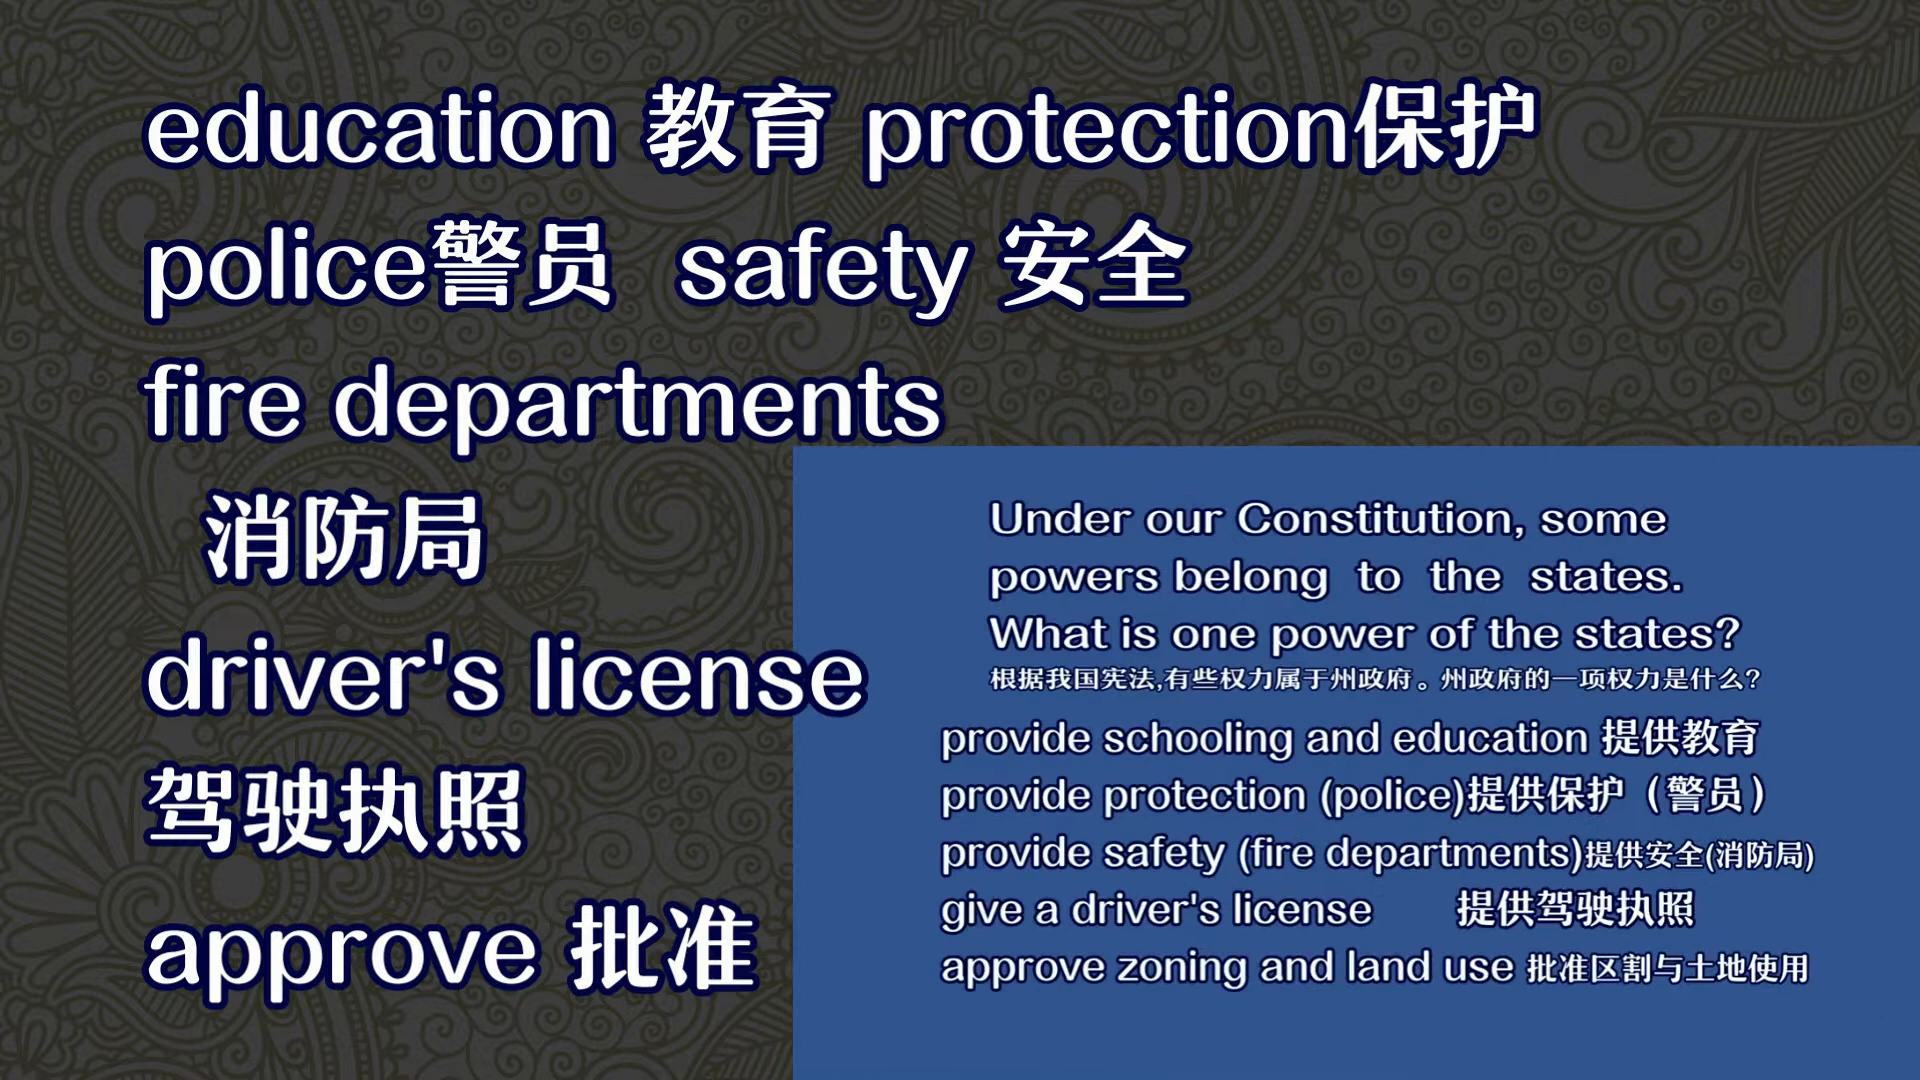 education 教育 protection保护
police警员 safety 安全
fire departments
消防局
driver's license
驾驶执照
approve 批准
Under our Constitution, some
powers belong to the states.
What is one power of the states?
根据我国宪法,有些权力属于州政府。州政府的一项权力是什么?
provide schooling and education 提供教育
provide protection (police)提供保护（警员）
provide safety (fire departments)提供安全(消防局)
give a driver's license 提供驾驶执照
approve zoning and land use 批准区割与土地使用